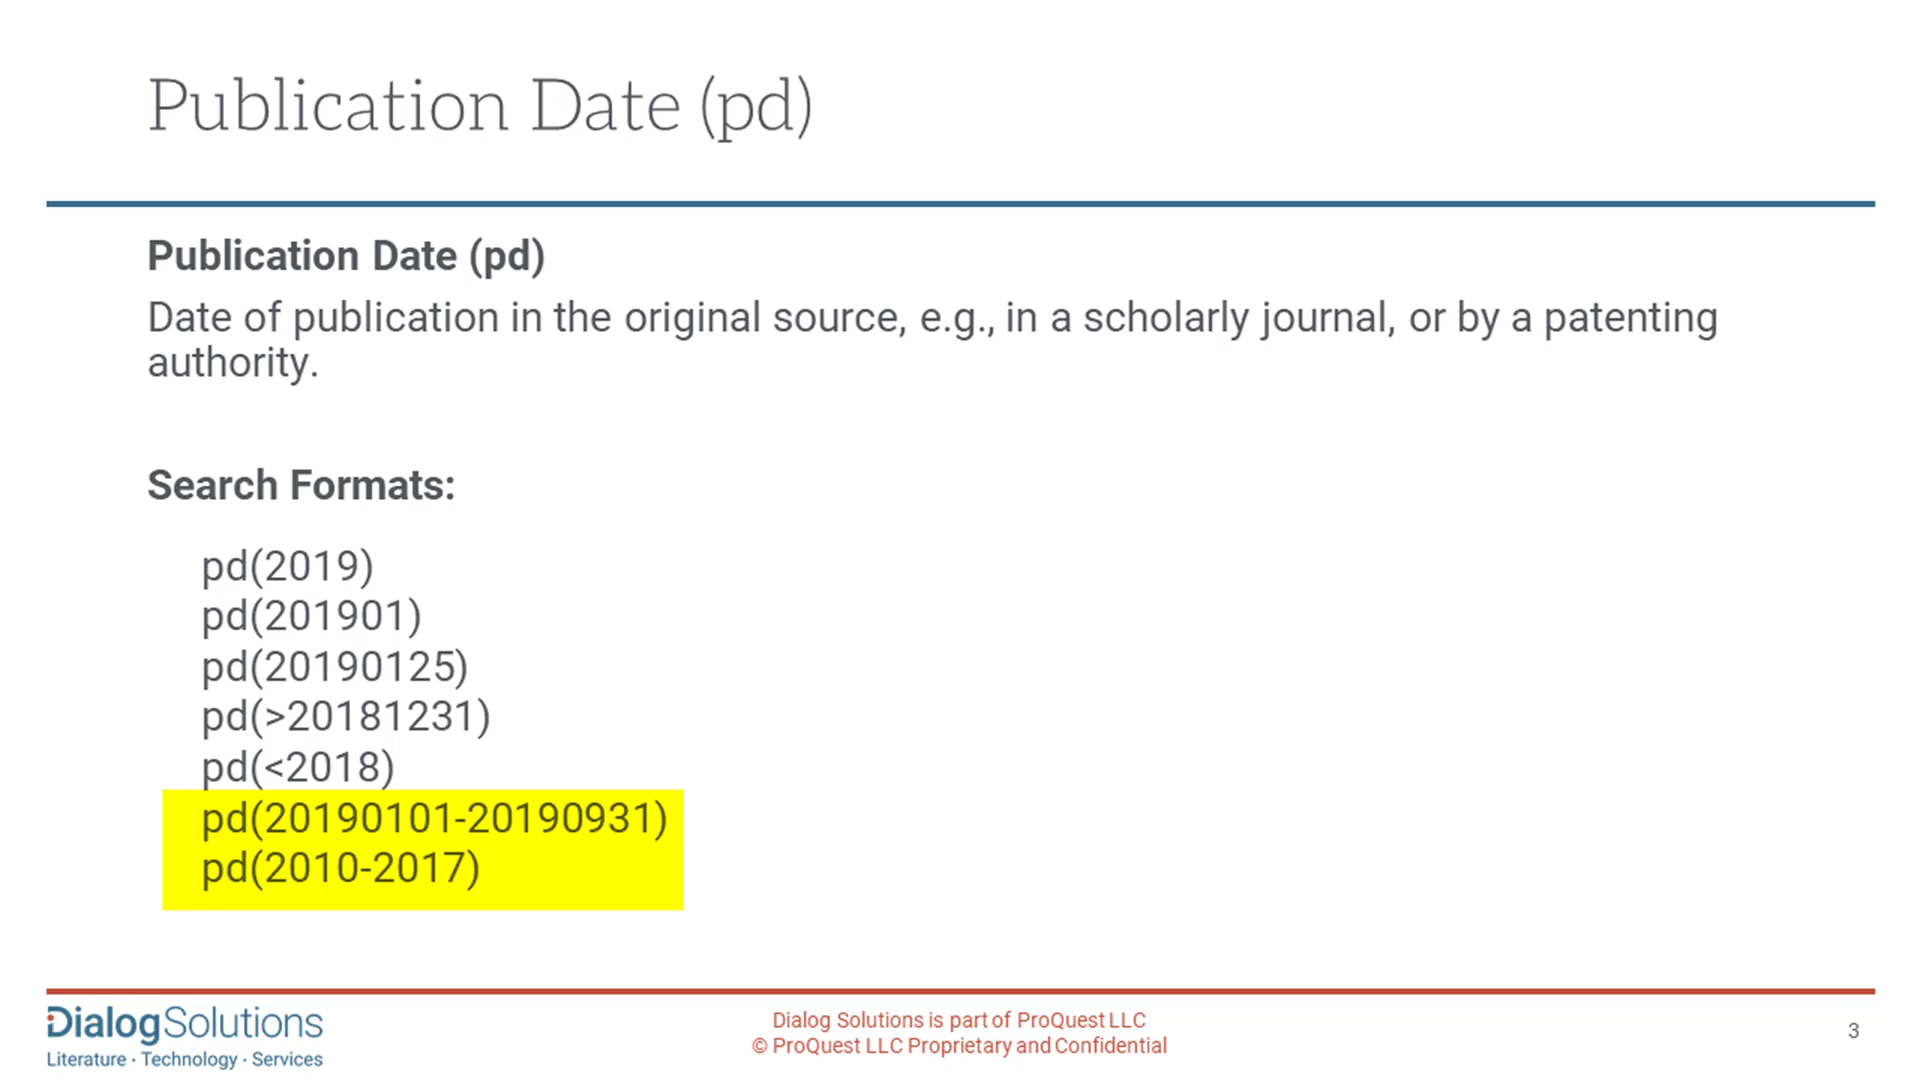 Publication Date (pd)
Publication Date (pd)
Date of publication in the original source, e.g., in a scholarly journal, or by a patenting
authority.
Search Formats:
pd(2019)
pd(201901)
pd(20190125)
pd(>20181231)
pd(<2018)
pd(20190101-20190931)
pd(2010-2017)
DialogSolutions
Literature · Technology · Services
Dialog Solutions is part of ProQuest LLC
© ProQuest LLC Proprietary and Confidential
3